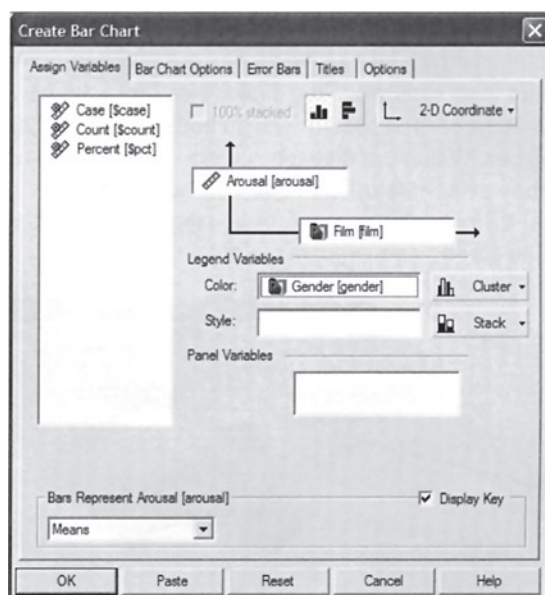 Create Bar Chart
Assign Variables Bar Chart Options Error Bars Titles Options
Case [$case]
Count [$count]
Percent [$pct]
100% stacked
2-D Coordinate
Arousal [arousal]
Film [film]
Legend Variables
Color: Gender [gender] Cluster
Style: Stack
Panel Variables
Bars Represent Arousal [arousal] Display Key
Means
OK Paste Reset Cancel Help